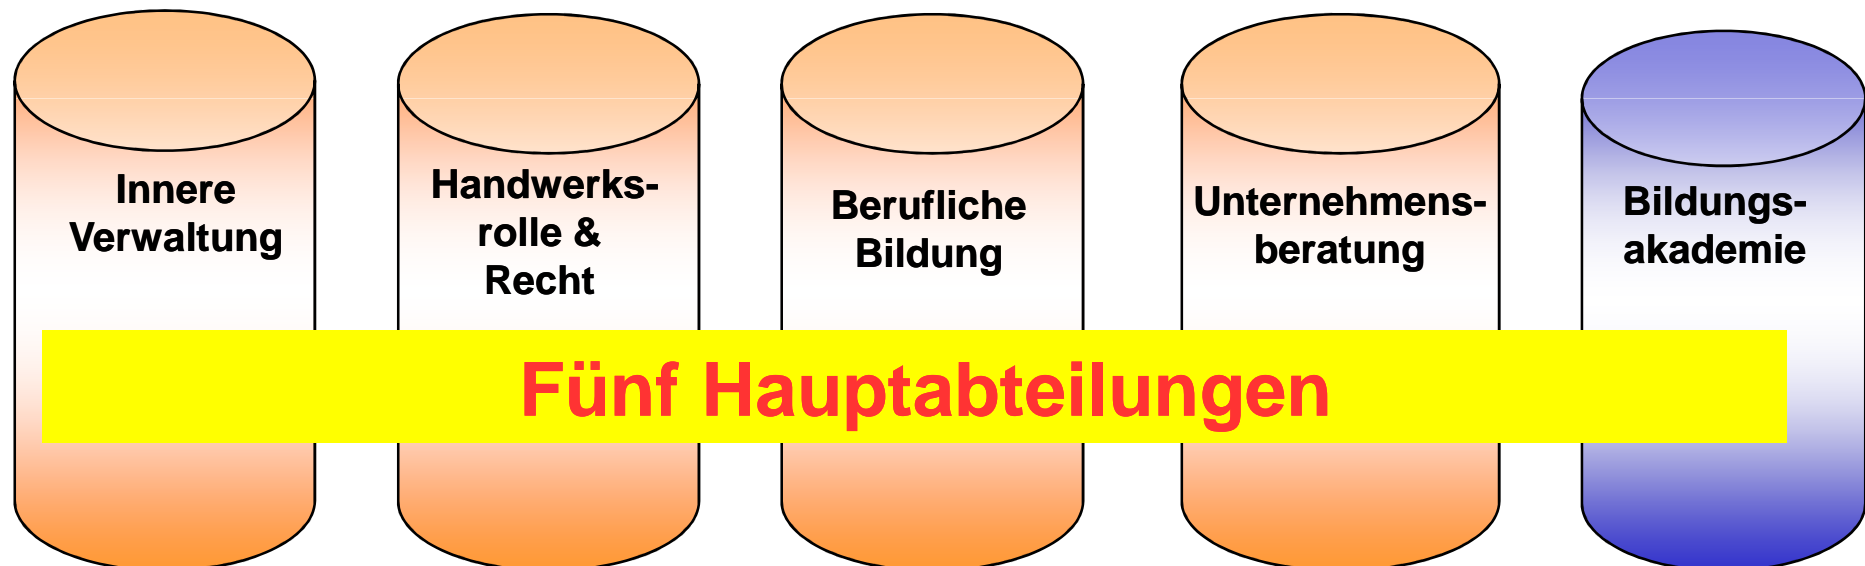 Innere
Verwaltung
Handwerks-
rolle &
Recht
Berufliche
Bildung
Unternehmens-
beratung
Bildungs-
akademie
Fünf Hauptabteilungen